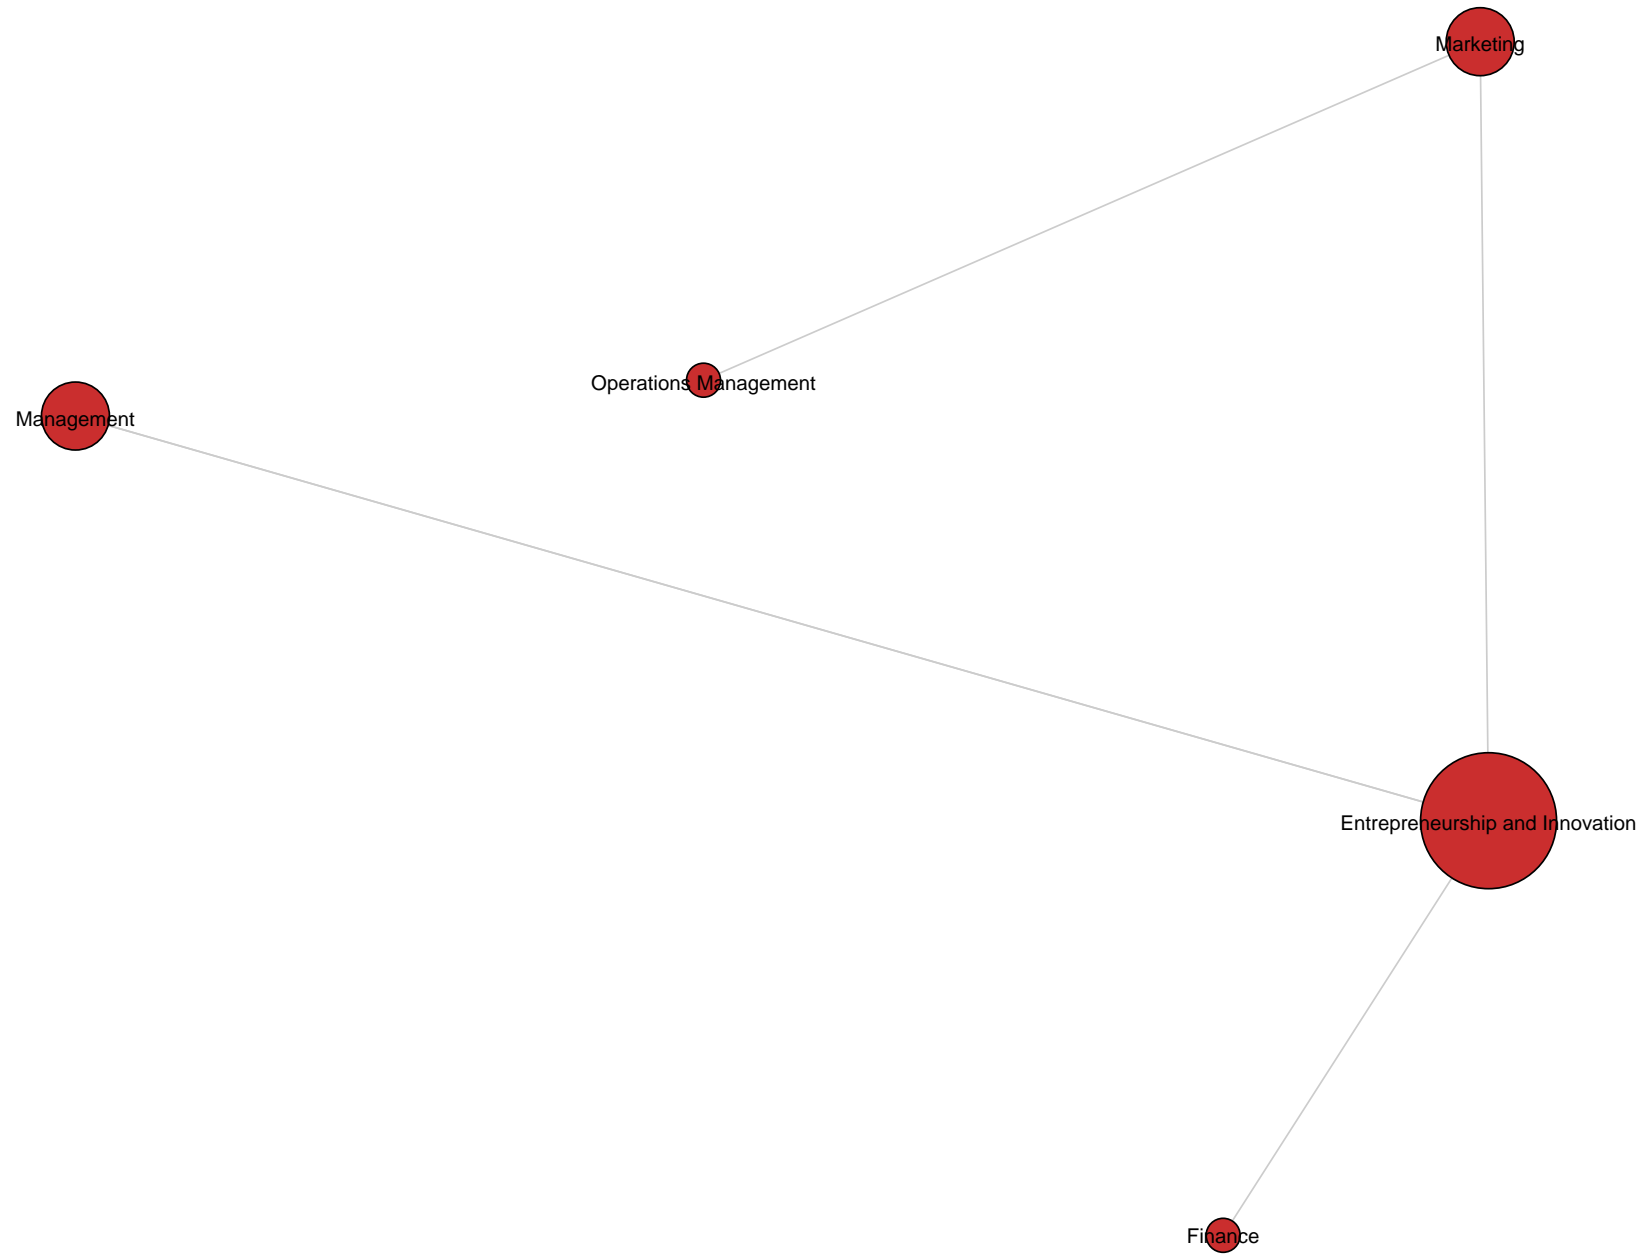 Marketing
Operations Management
Management
Entrepreneurship and Innovation
Finance